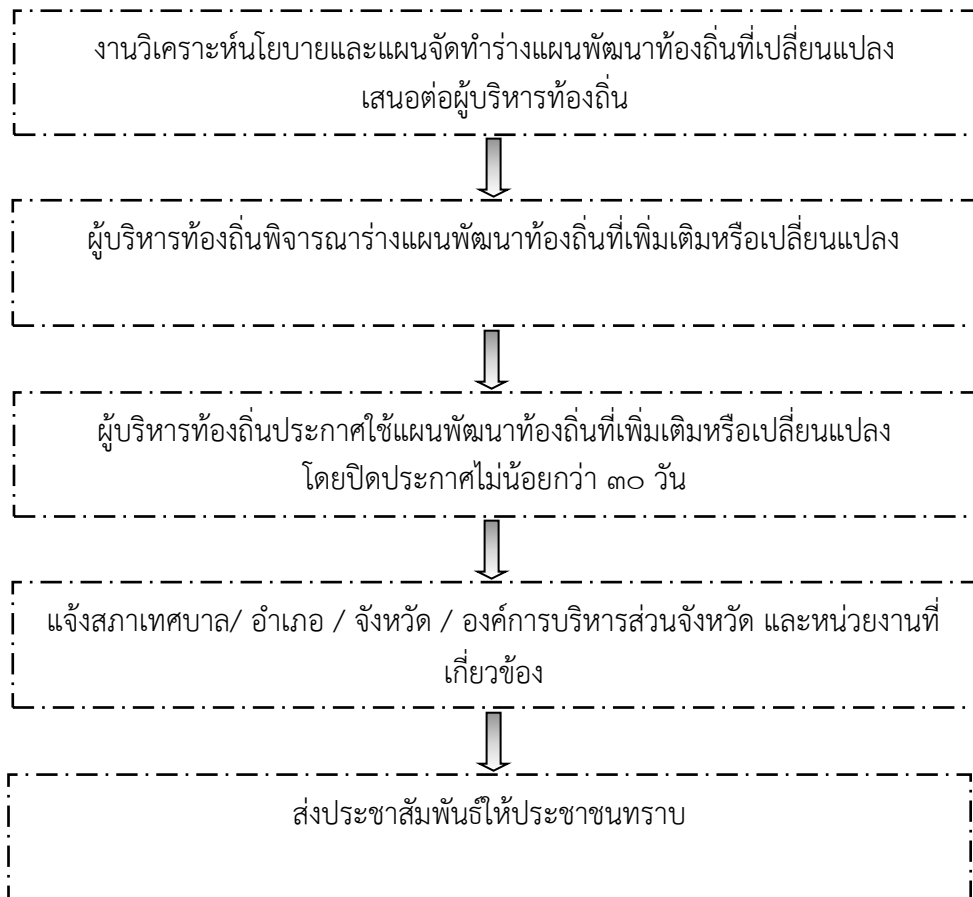 งานวิเคราะห์นโยบายและแผนจัดทำร่างแผนพัฒนาท้องถิ่นที่เปลี่ยนแปลง
เสนอต่อผู้บริหารท้องถิ่น
ผู้บริหารท้องถิ่นพิจารณาร่างแผนพัฒนาท้องถิ่นที่เพิ่มเติมหรือเปลี่ยนแปลง
ผู้บริหารท้องถิ่นประกาศใช้แผนพัฒนาท้องถิ่นที่เพิ่มเติมหรือเปลี่ยนแปลง
โดยปิดประกาศไม่น้อยกว่า ๓๐ วัน
แจ้งสภาเทศบาล/ อำเภอ / จังหวัด / องค์การบริหารส่วนจังหวัด และหน่วยงานที่
เกี่ยวข้อง
ส่งประชาสัมพันธ์ให้ประชาชนทราบ